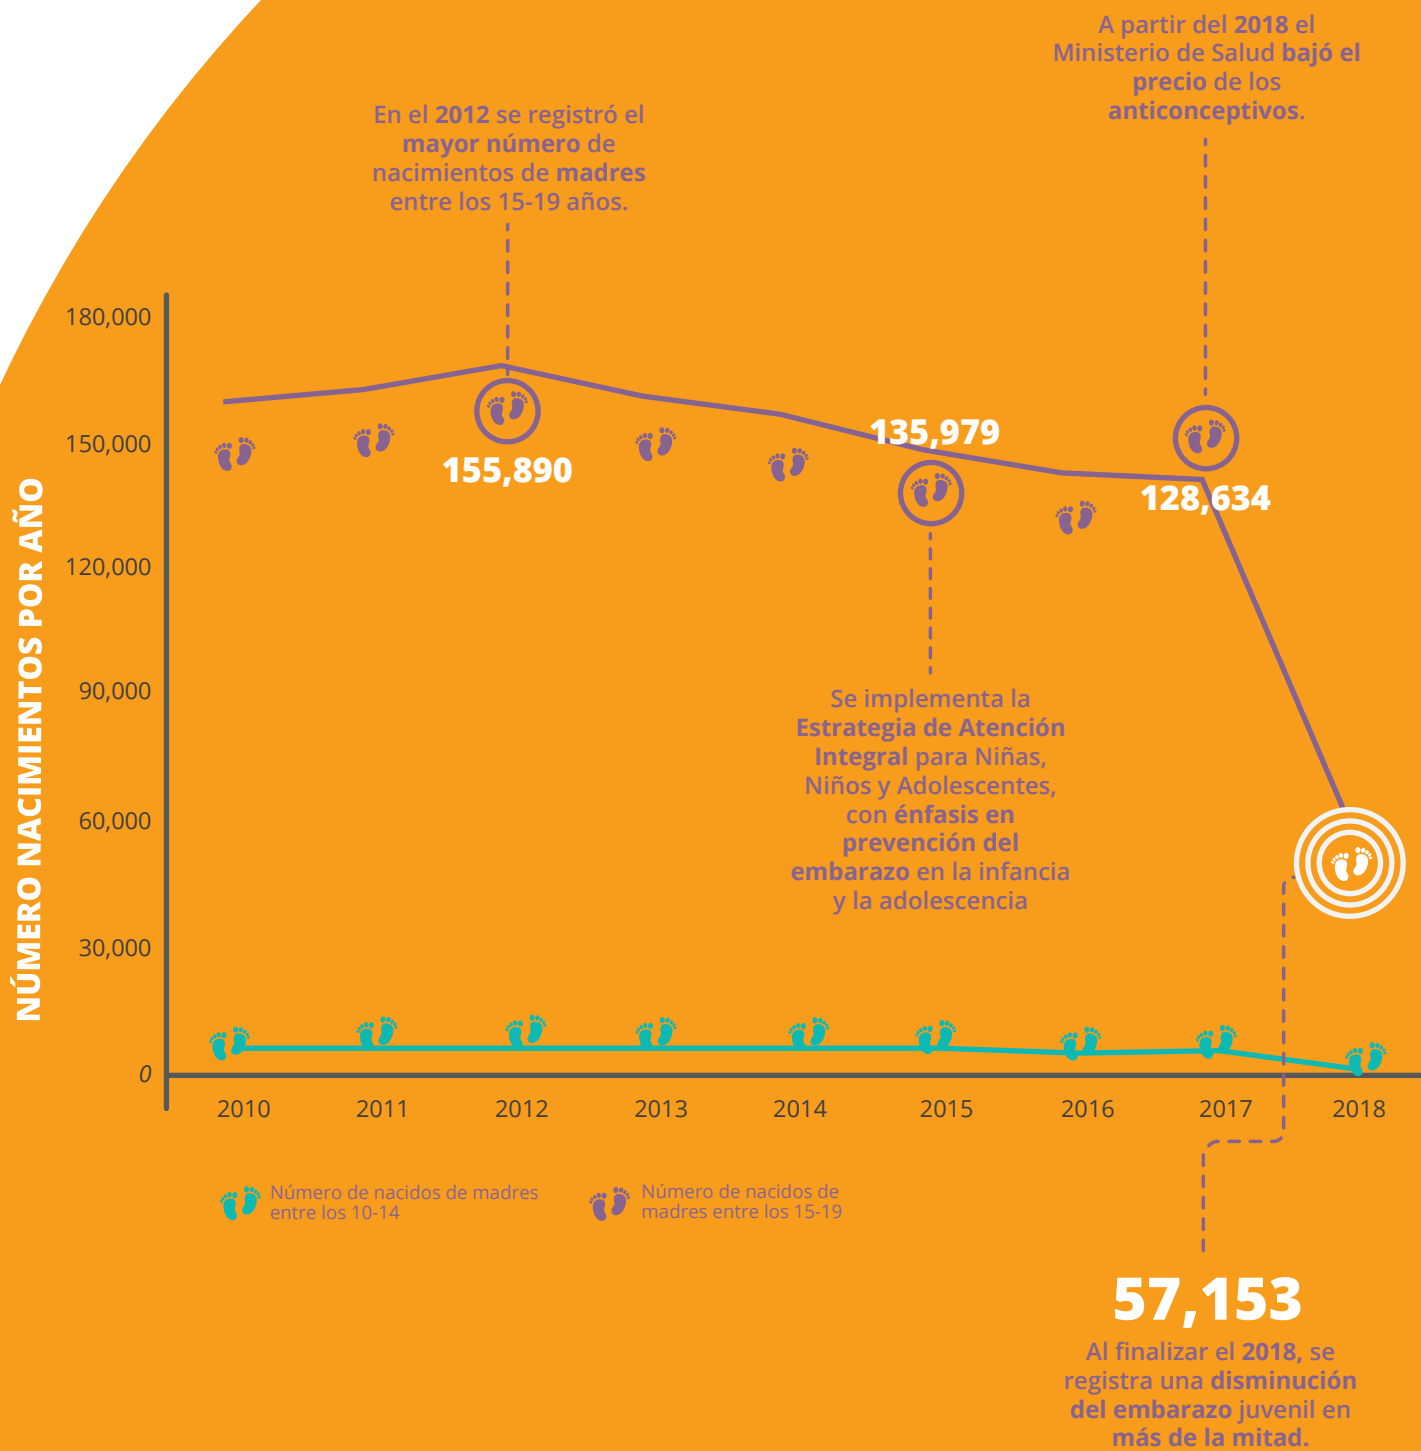 A partir del 2018 el
Ministerio de Salud bajó el
precio de los
anticonceptivos.
En el 2012 se registró el
mayor número de
nacimientos de madres
entre los 15-19 años.
NÚMERO NACIMIENTOS POR AÑO
180,000
150,000
120,000
90,000
60,000
30,000
0
155,890
135,979
128,634
Se implementa la
Estrategia de Atención
Integral para Niñas,
Niños y Adolescentes,
con énfasis en
prevención del
embarazo en la infancia
y la adolescencia
2010 2011 2012 2013 2014 2015 2016 2017 2018
Número de nacidos de madres
entre los 10-14
Número de nacidos de
madres entre los 15-19
57,153
Al finalizar el 2018, se
registra una disminución
del embarazo juvenil en
más de la mitad.